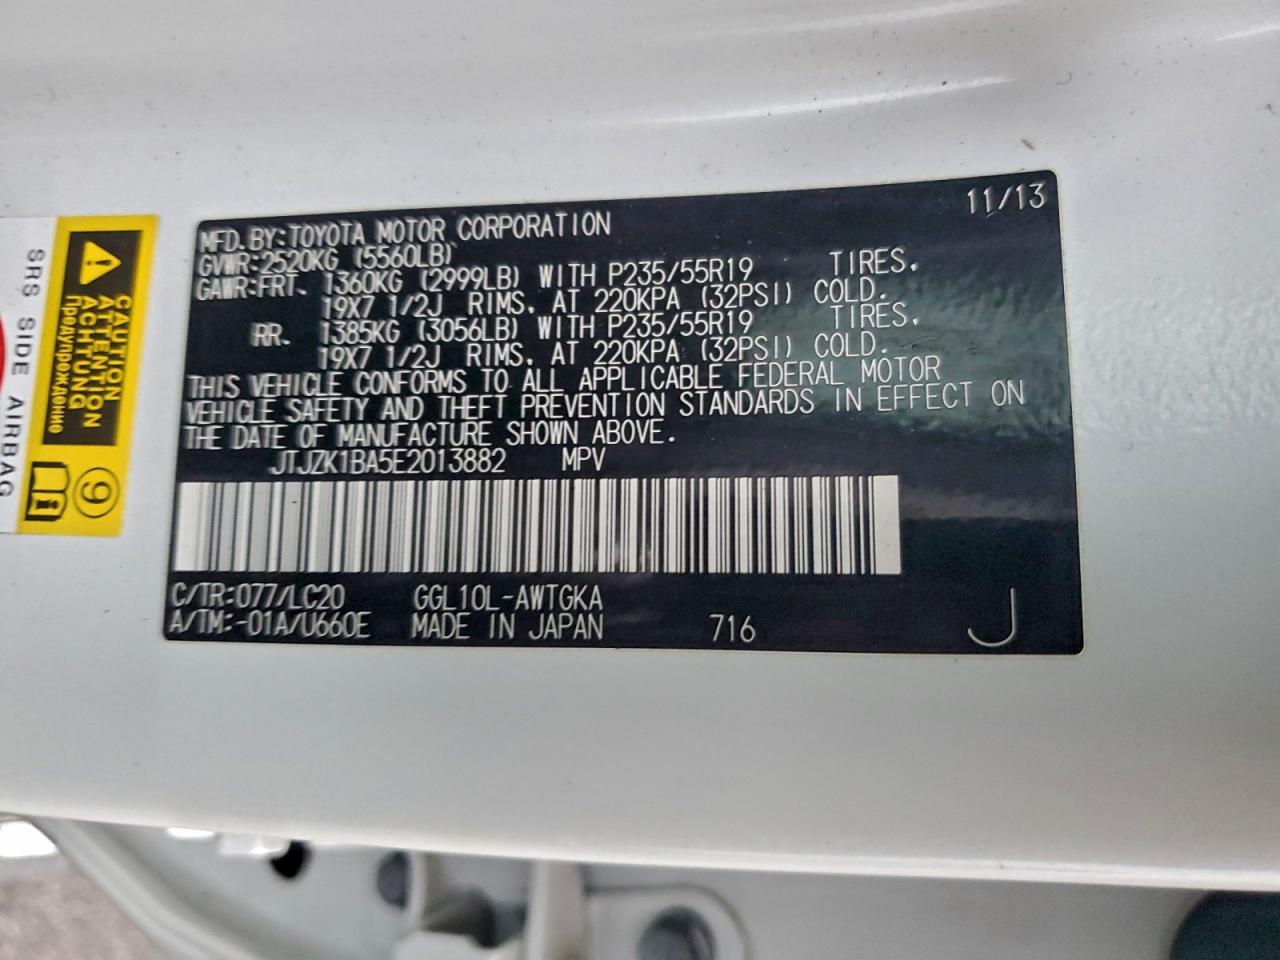 11/13
MFD.BY:TOYOTA MOTOR CORPORATION
GVWR:2520KG (5560LB)
GAWR:FRT. 1360KG (2999LB) WITH P235/55R19 TIRES.
19X7 1/2J RIMS. AT 220KPA (32PSI) COLD.
RR. 1385KG (3056LB) WITH P235/55R19 TIRES.
19X7 1/2J RIMS. AT 220KPA (32PSI) COLD.
THIS VEHICLE CONFORMS TO ALL APPLICABLE FEDERAL MOTOR
VEHICLE SAFETY AND THEFT PREVENTION STANDARDS IN EFFECT ON
THE DATE OF MANUFACTURE SHOWN ABOVE.
JTJZK1BA5E2013882 MPV
C/TR:077/LC20 GGL10L-AWTGKA
A/TM:-01A/U660E MADE IN JAPAN 716 J
CAUTION
ATTENTION
ACHTUNG
Предупреждение
9
SRS SIDE AIRBAG